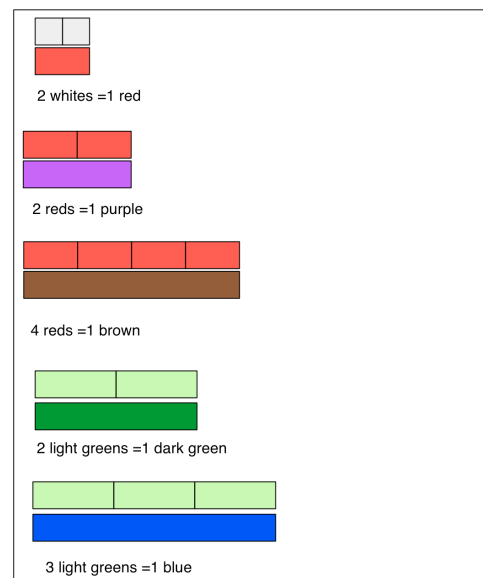 2 whites =1 red
2 reds =1 purple
4 reds =1 brown
2 light greens =1 dark green
3 light greens =1 blue